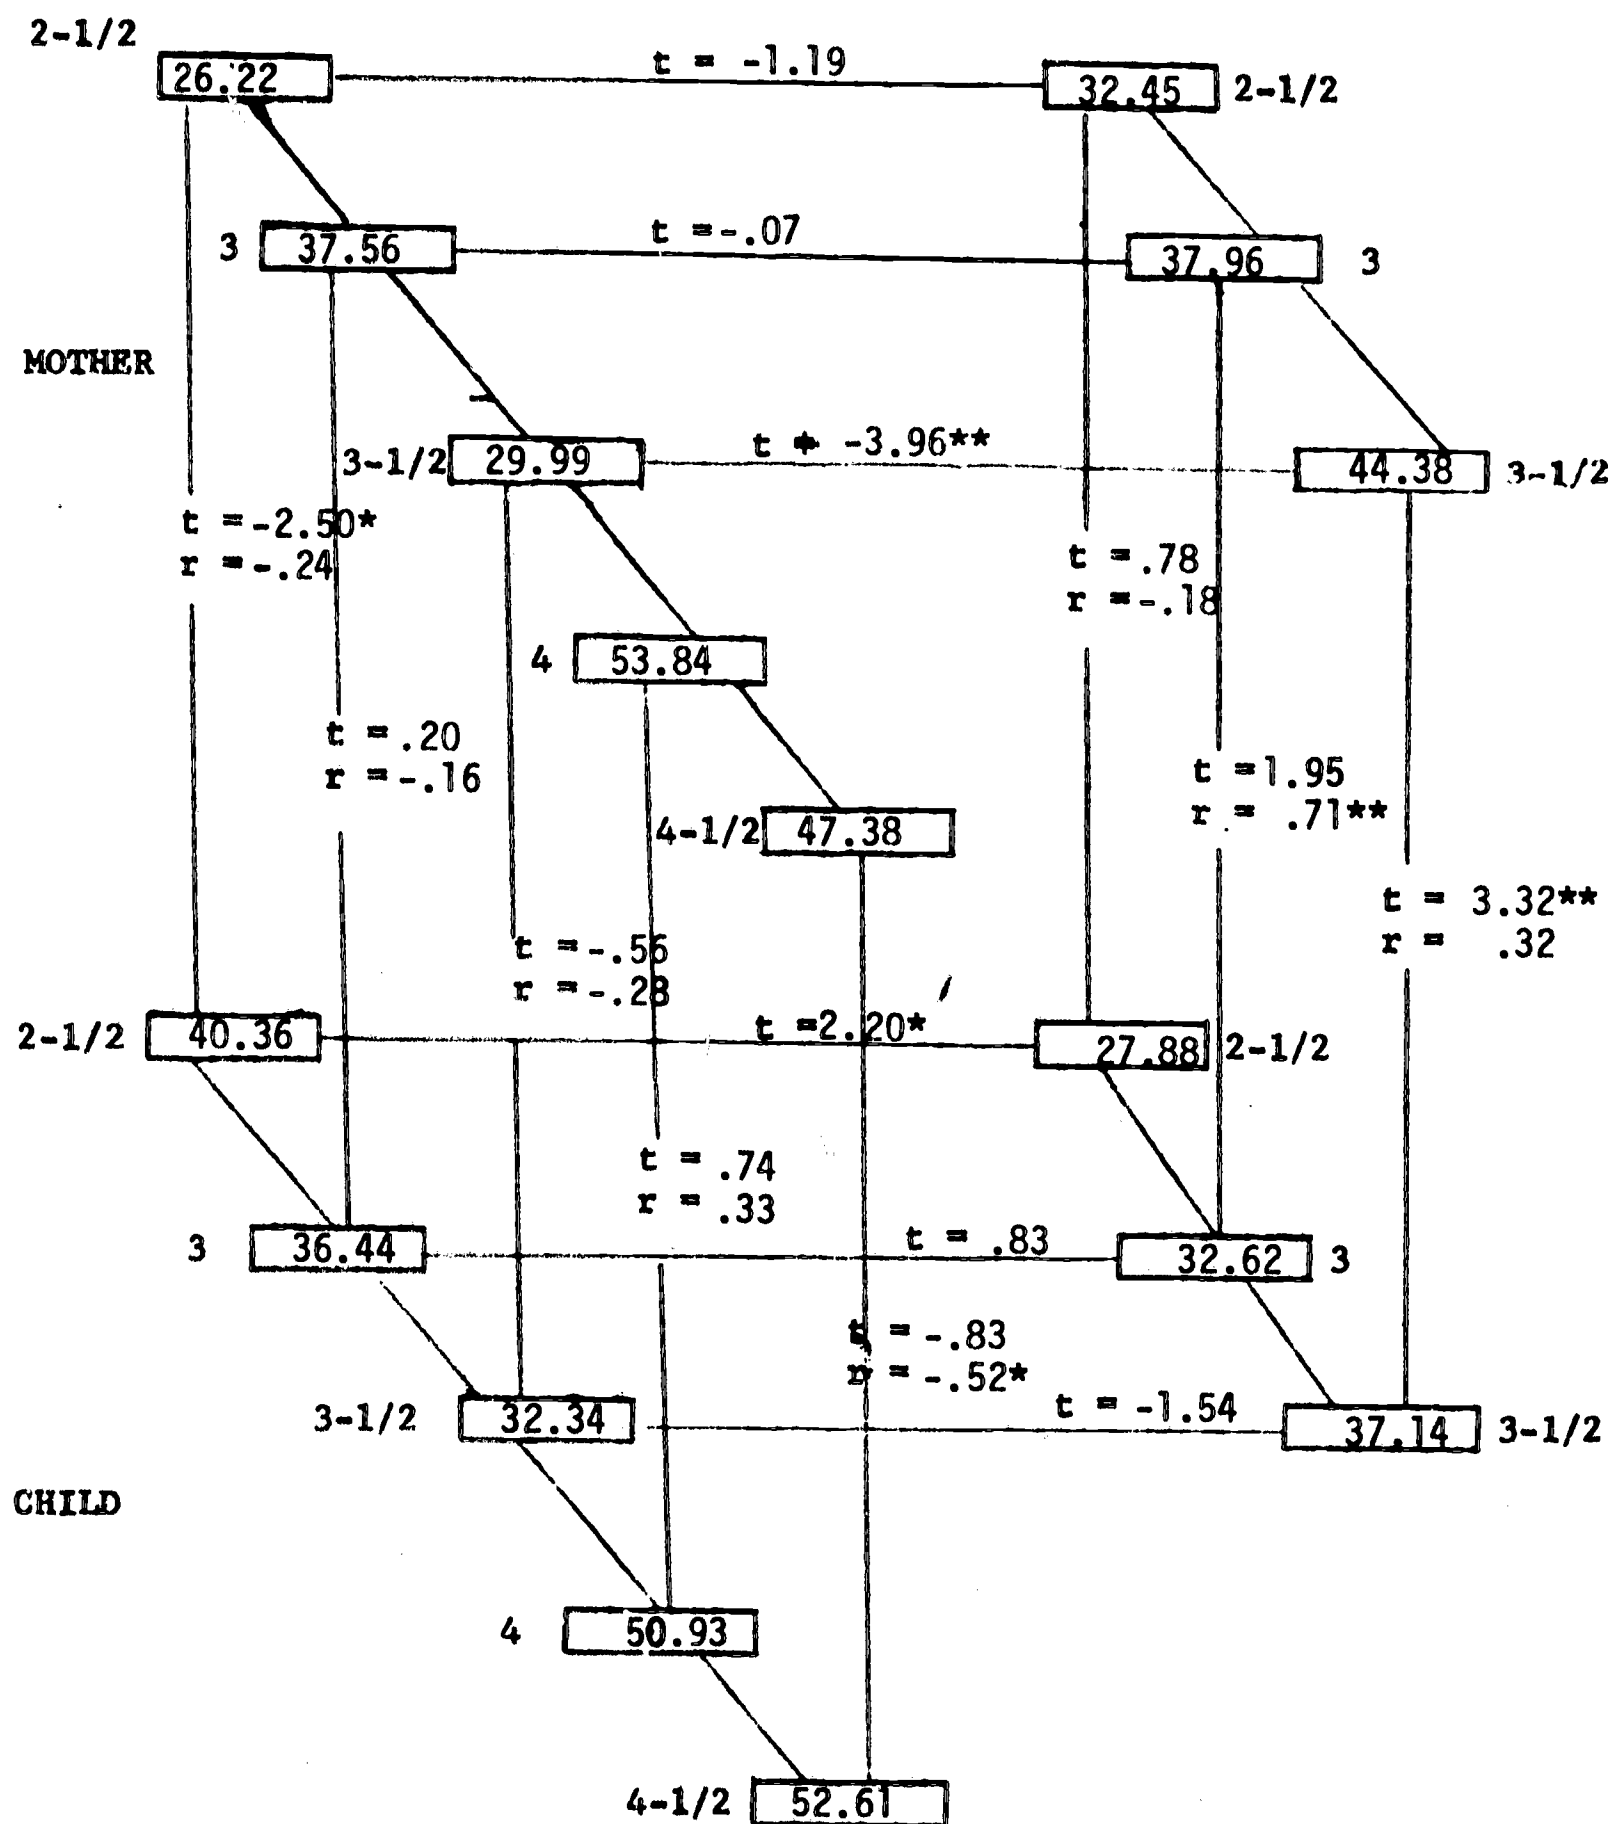 2-1/2
26.22 t = -1.19 32.45 2-1/2
3 37.56 t =-.07 37.96 3
MOTHER
3-1/2 29.99 t = -3.96** 44.38 3-1/2
t =-2.50*
r =-.24
t =.78
r =-.18
4 53.84
t =.20
r =-.16
t =1.95
r = .71**
4-1/2 47.38
t = 3.32**
r = .32
t =-.56
r =-.28
2-1/2 40.36 t =2.20* 27.88 2-1/2
t = .74
r = .33
3 36.44 t = .83 32.62 3
t = -.83
r = -.52*
3-1/2 32.34 t = -1.54 37.14 3-1/2
CHILD
4 50.93
4-1/2 52.61